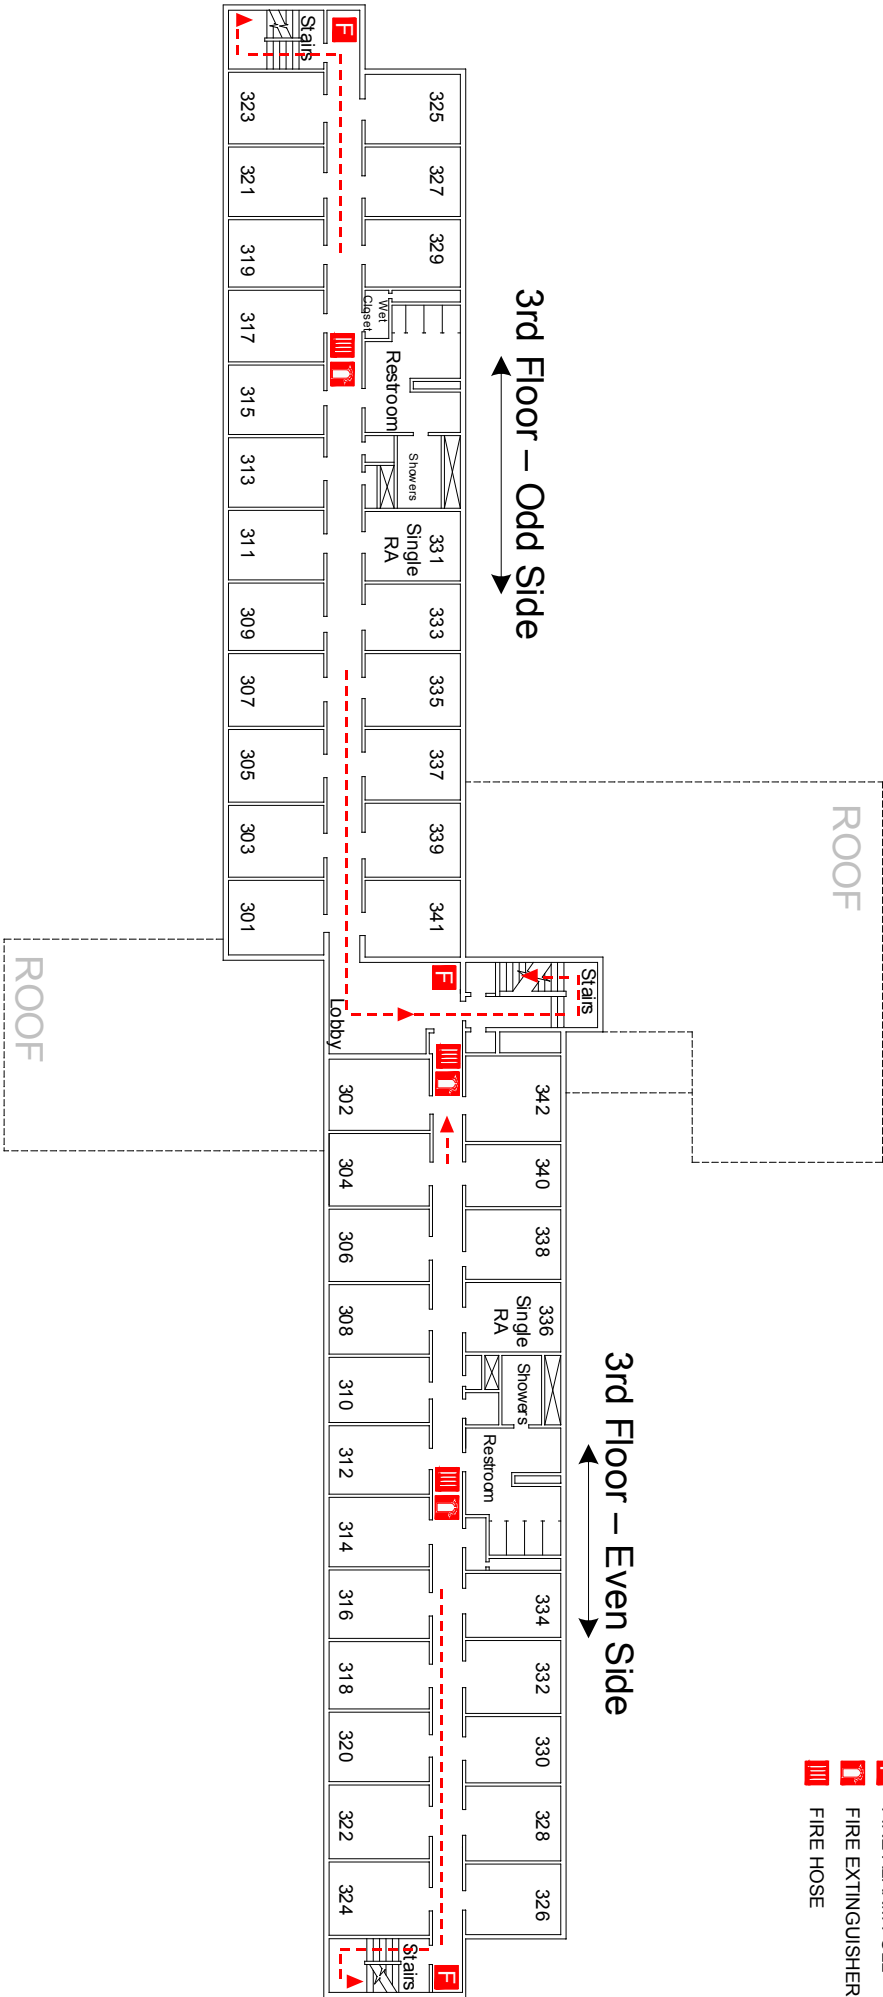 3rd Floor – Odd Side
3rd Floor – Even Side
ROOF
ROOF
Stairs
F
323
321
319
317
315
313
311
309
307
305
303
301
325
327
329
Wet
Closet
Restroom
Showers
331
Single
RA
333
335
337
339
341
F
Stairs
Lobby
302
304
306
308
310
312
314
316
318
320
322
324
342
340
338
336
Single
RA
Showers
Restroom
334
332
330
328
326
Stairs
F
FIRE EXTINGUISHER
FIRE HOSE